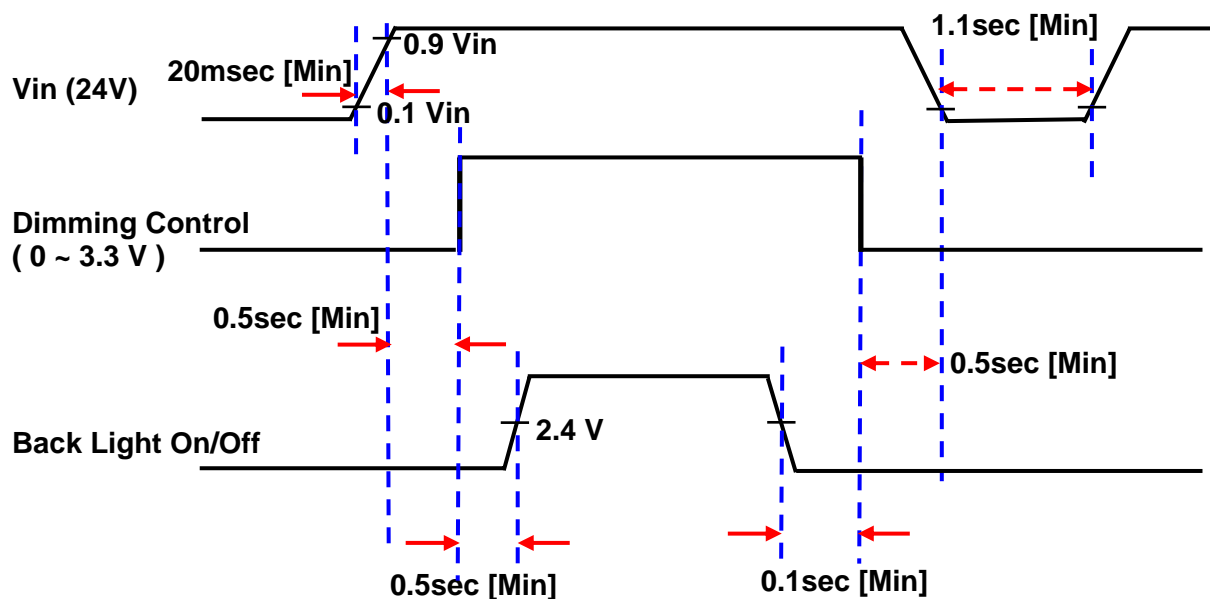 1.1sec [Min]
0.9 Vin
20msec [Min]
Vin (24V)
0.1 Vin
Dimming Control
( 0 ~ 3.3 V )
0.5sec [Min]
0.5sec [Min]
2.4 V
Back Light On/Off
0.5sec [Min]
0.1sec [Min]